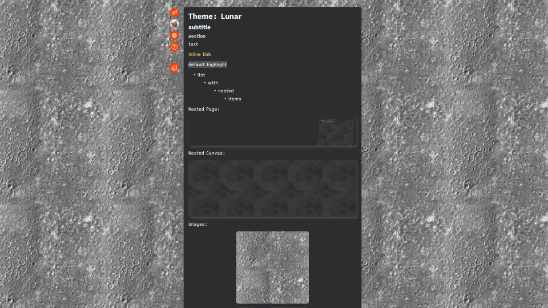 Theme: Lunar
subtitle
section
text
inline link
default highlight
• list
• with
• nested
• items
Nested Page:
Nested Canvas:
Images: